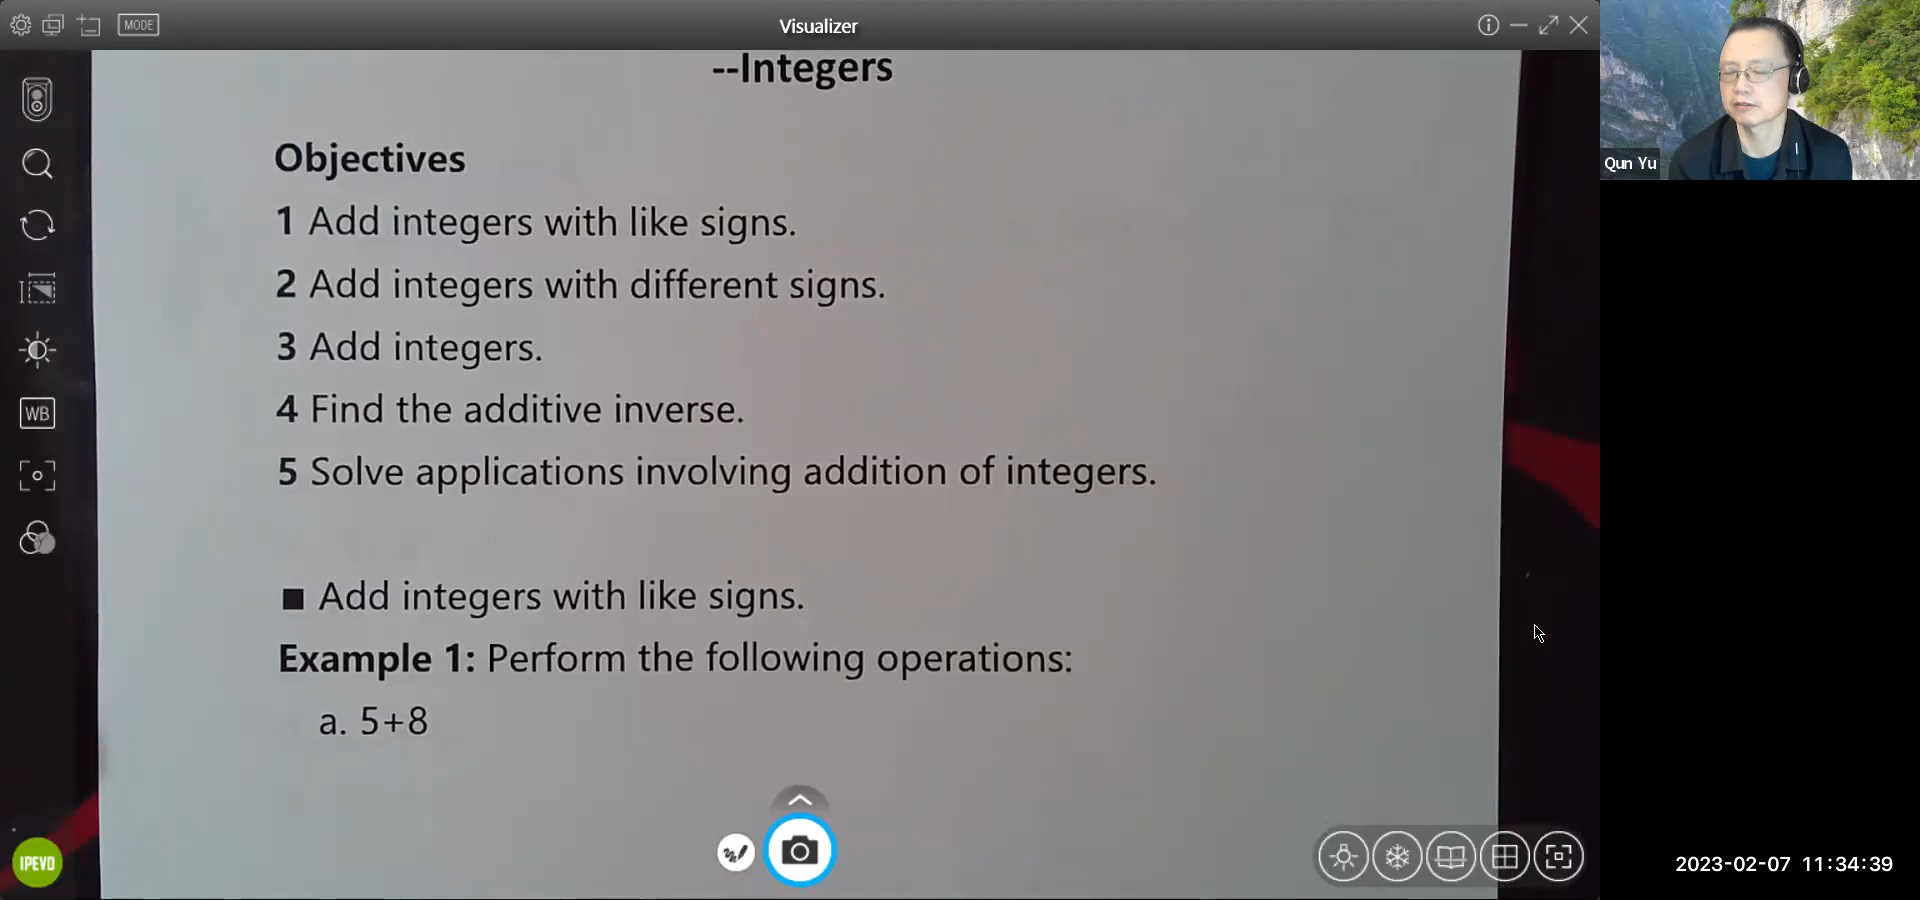 MODE
Visualizer
--Integers
Qun Yu
Objectives
1 Add integers with like signs.
2 Add integers with different signs.
3 Add integers.
4 Find the additive inverse.
WB
5 Solve applications involving addition of integers.
■ Add integers with like signs.
Example 1: Perform the following operations:
a. 5+8
IPEVO
2023-02-07 11:34:39